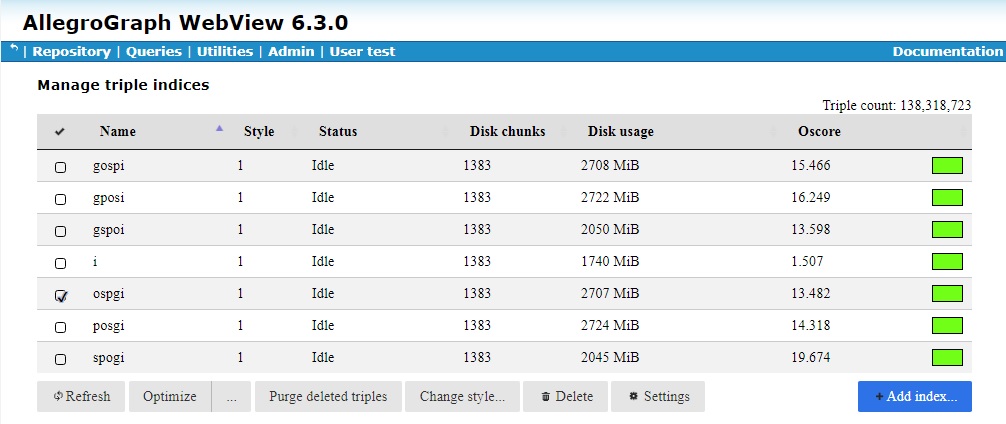 AllegroGraph WebView 6.3.0
| Repository | Queries | Utilities | Admin | User test Documentation
Manage triple indices
Triple count: 138,318,723
Name Style Status Disk chunks Disk usage Oscore
gospi 1 Idle 1383 2708 MiB 15.466
gposi 1 Idle 1383 2722 MiB 16.249
gspoi 1 Idle 1383 2050 MiB 13.598
i 1 Idle 1383 1740 MiB 1.507
ospgi 1 Idle 1383 2707 MiB 13.482
posgi 1 Idle 1383 2724 MiB 14.318
spogi 1 Idle 1383 2045 MiB 19.674
Refresh Optimize ... Purge deleted triples Change style... Delete Settings + Add index...